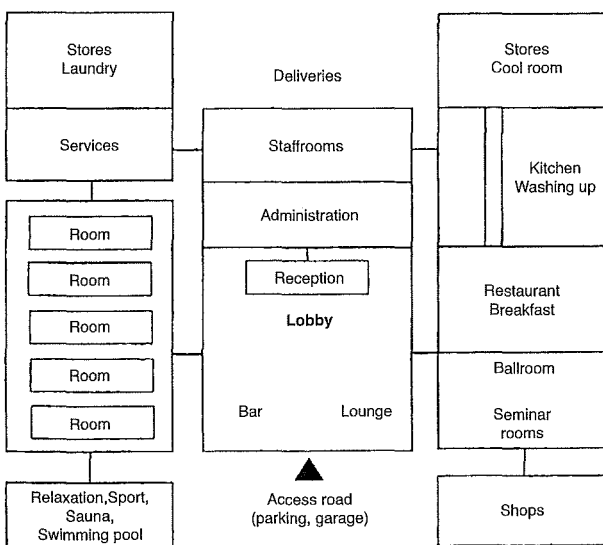 Stores
Laundry
Services
Room
Room
Room
Room
Room
Relaxation,Sport,
Sauna,
Swimming pool
Deliveries
Staffrooms
Administration
Reception
Lobby
Bar
Lounge
Access road
(parking, garage)
Stores
Cool room
Kitchen
Washing up
Restaurant
Breakfast
Ballroom
Seminar
rooms
Shops